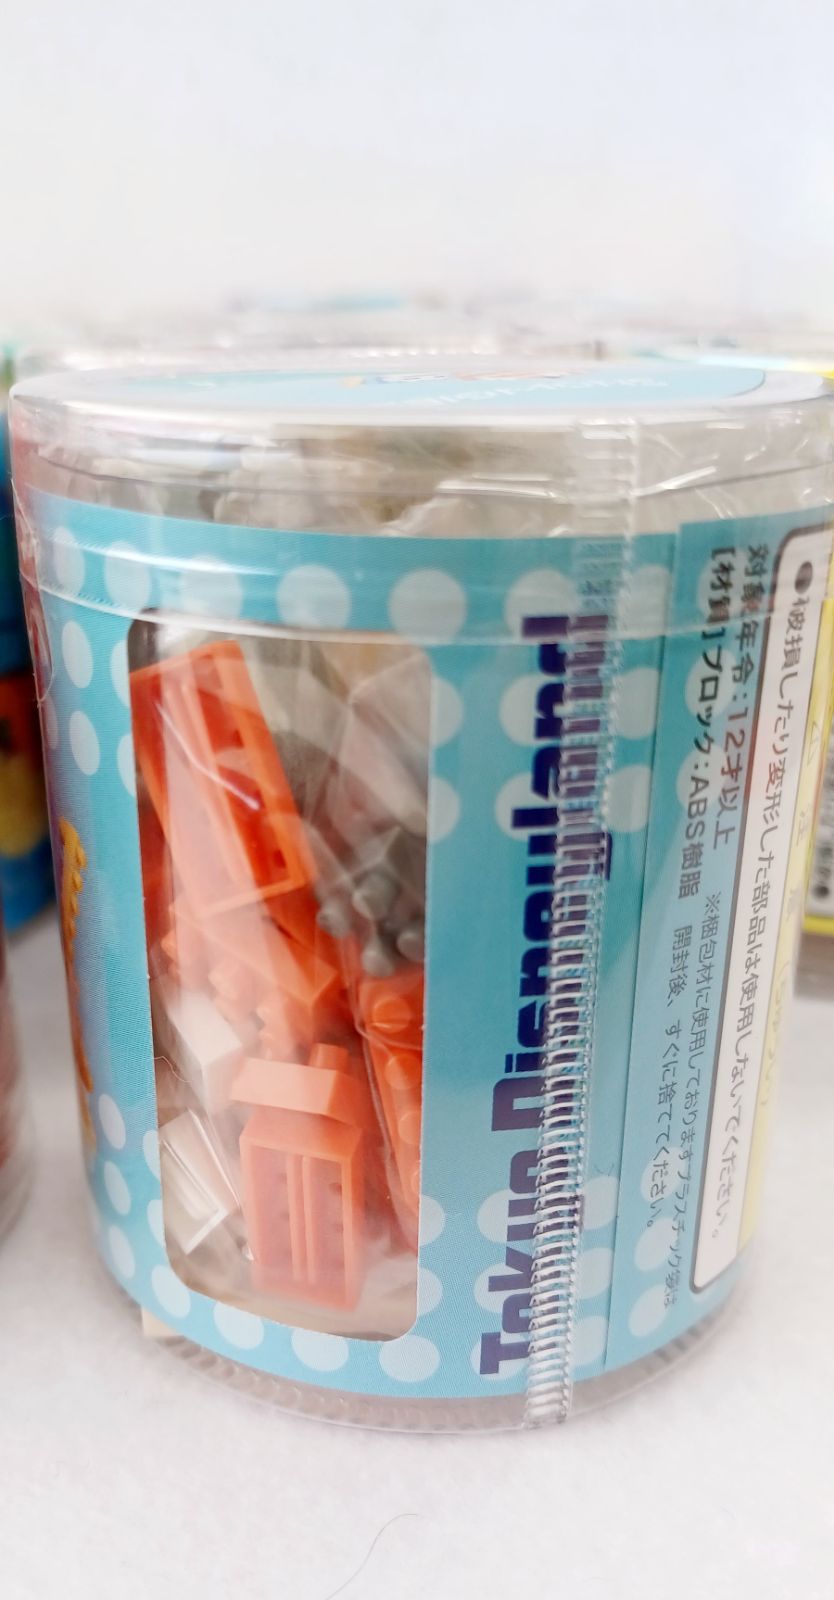 Tokyo Disneyland
対象年令：12才以上
[材質]ブロック：ABS樹脂
※梱包材に使用しておりますプラスチック袋は
開封後、すぐに捨ててください。
⚠注意
●破損したり変形した部品は使用しないでください。